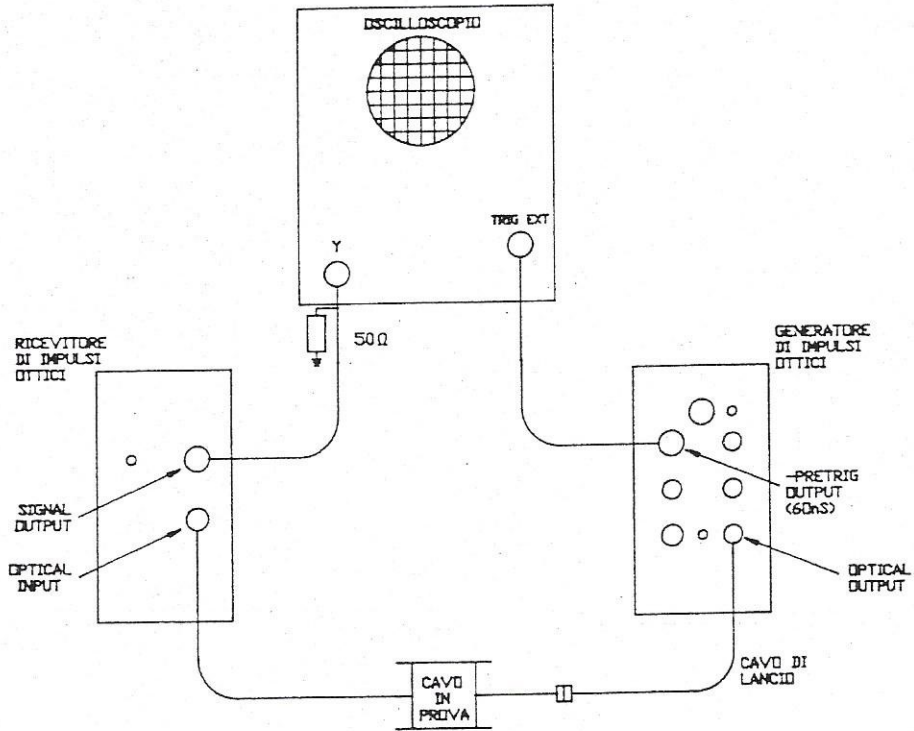 OSCILLOSCOPIO
TRIG EXT
Y
50Ω
RICEVITORE
DI IMPULSI
OTTICI
GENERATORE
DI IMPULSI
OTTICI
SIGNAL
OUTPUT
OPTICAL
INPUT
-PRETRIG
OUTPUT
(60nS)
OPTICAL
OUTPUT
CAVO DI
LANCIO
CAVO
IN
PROVA